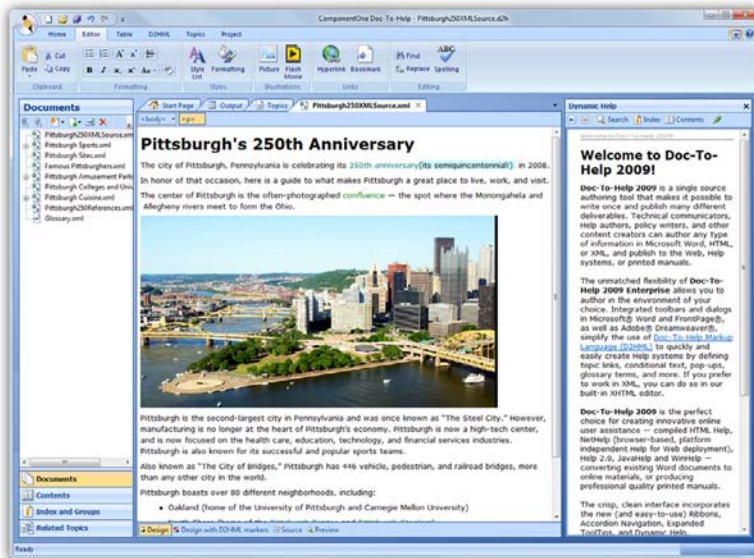 ComponentOne Doc-To-Help - Pittsburgh250XMLSource.d2h
Home Editor Table D2HML Topics Project
Paste
Cut
Copy
Clipboard
B I
Formatting
Style List
Formatting
Styles
Picture
Flash Movie
Illustrations
Hyperlink
Bookmark
Links
Find
Replace
ABC
Spelling
Editing
Documents
Pittsburgh250XMLSource.xml
Pittsburgh Sports.xml
Pittsburgh Sites.xml
Famous Pittsburghers.xml
Pittsburgh Amusement Parks
Pittsburgh Colleges and Univ
Pittsburgh Cuisine.xml
Pittsburgh250References.xml
Glossary.xml
Documents
Contents
Index and Groups
Related Topics
Start Page Output Topics Pittsburgh250XMLSource.xml
<body> <p>
Pittsburgh's 250th Anniversary
The city of Pittsburgh, Pennsylvania is celebrating its 250th anniversary(its semiquincentennial!) in 2008.
In honor of that occasion, here is a guide to what makes Pittsburgh a great place to live, work, and visit.
The center of Pittsburgh is the often-photographed confluence — the spot where the Monongahela and
Allegheny rivers meet to form the Ohio.
Pittsburgh is the second-largest city in Pennsylvania and was once known as "The Steel City." However,
manufacturing is no longer at the heart of Pittsburgh's economy. Pittsburgh is now a high-tech center,
and is now focused on the health care, education, technology, and financial services industries.
Pittsburgh is also known for its successful and popular sports teams.
Also known as "The City of Bridges," Pittsburgh has 446 vehicle, pedestrian, and railroad bridges, more
than any other city in the world.
Pittsburgh boasts over 80 different neighborhoods, including:
• Oakland (home of the University of Pittsburgh and Carnegie Mellon University)
Design Design with D2HML markers Source Preview
Dynamic Help
Search Index Contents
Welcome to Doc-To-Help 2009!
Welcome to Doc-To-
Help 2009!
Doc-To-Help 2009 is a single source
authoring tool that makes it possible to
write once and publish many different
deliverables. Technical communicators,
Help authors, policy writers, and other
content creators can author any type
of information in Microsoft Word, HTML,
or XML, and publish to the Web, Help
systems, or printed manuals.
The unmatched flexibility of Doc-To-
Help 2009 Enterprise allows you to
author in the environment of your
choice. Integrated toolbars and dialogs
in Microsoft® Word and FrontPage®,
as well as Adobe® Dreamweaver®,
simplify the use of Doc-To-Help Markup
Language (D2HML) to quickly and
easily create Help systems by defining
topic links, conditional text, pop-ups,
glossary terms, and more. If you prefer
to work in XML, you can do so in our
built-in XHTML editor.
Doc-To-Help 2009 is the perfect
choice for creating innovative online
user assistance — compiled HTML Help,
NetHelp (browser-based, platform
independent Help for Web deployment),
Help 2.0, JavaHelp and WinHelp —
converting existing Word documents to
online materials, or producing
professional quality printed manuals.
The crisp, clean interface incorporates
the new (and easy-to-use) Ribbons,
Accordion Navigation, Expanded
ToolTips, and Dynamic Help
Ready